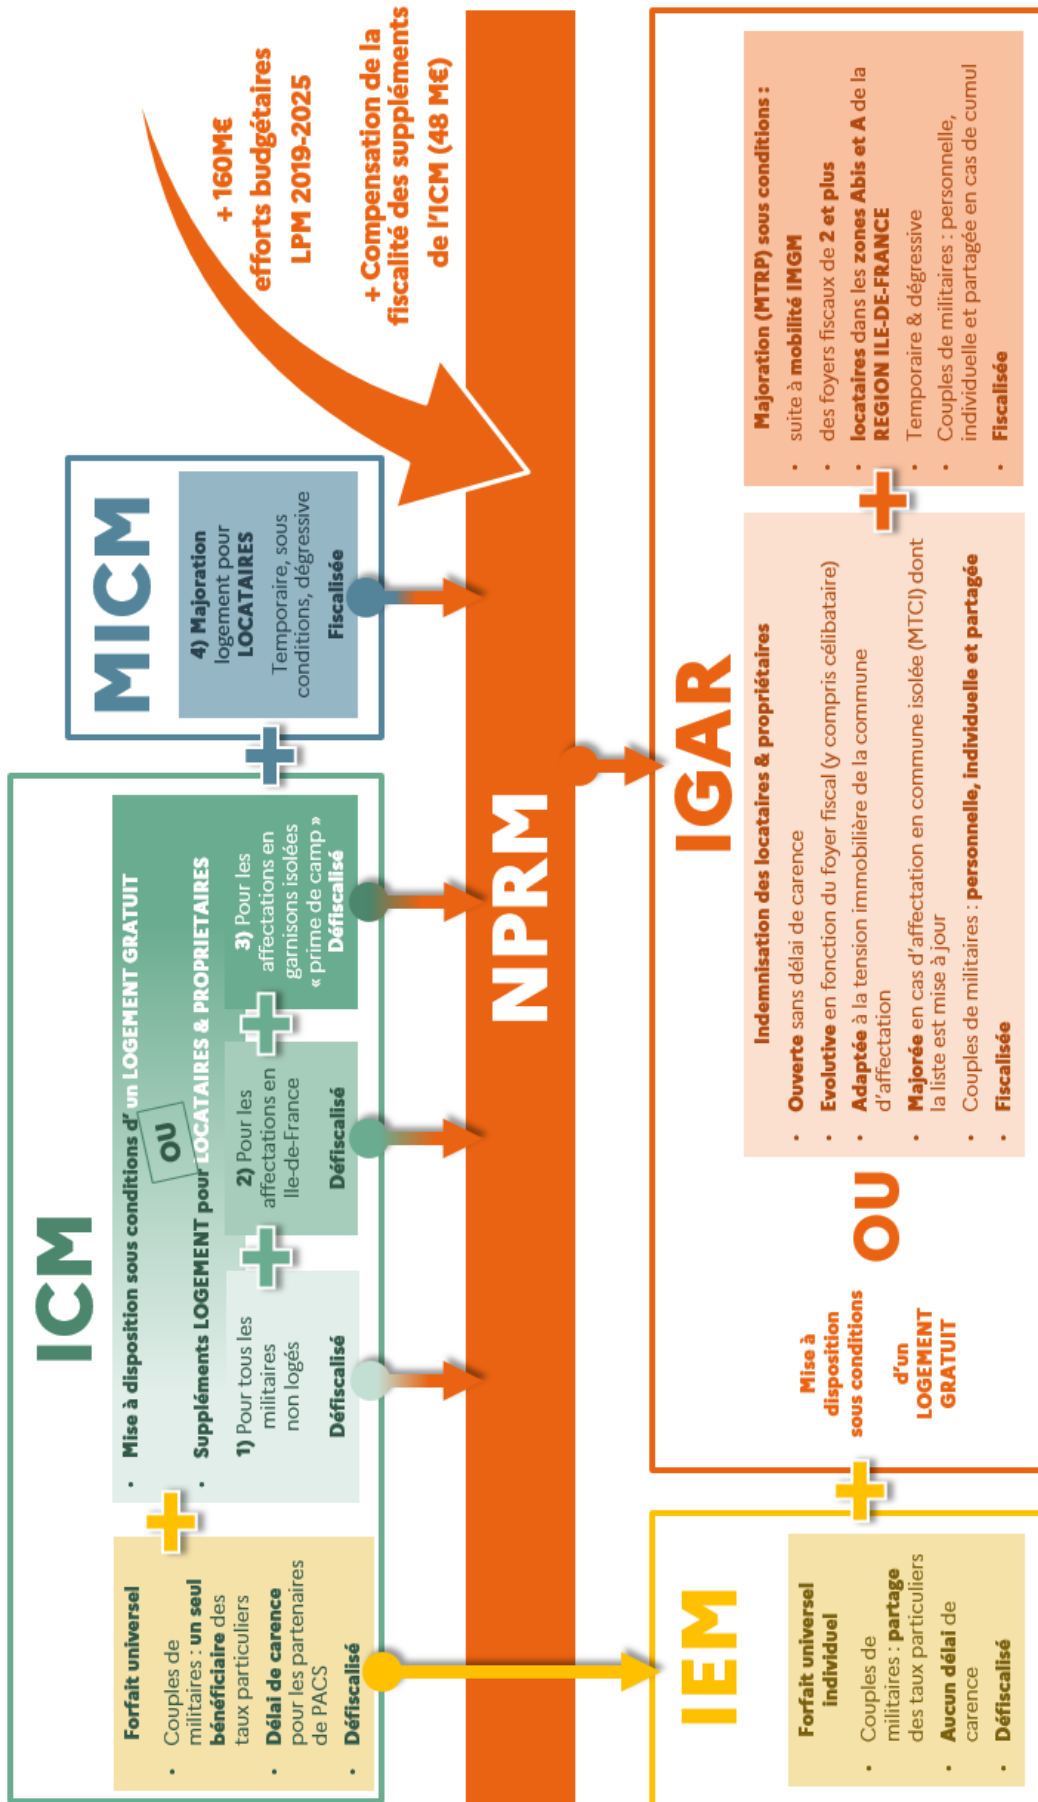 ICM
Forfait universel
• Couples de
militaires : un seul
bénéficiaire des
taux particuliers
• Délai de carence
pour les partenaires
de PACS
• Défiscalisé
• Mise à disposition sous conditions d' un LOGEMENT GRATUIT
OU
• Suppléments LOGEMENT pour LOCATAIRES & PROPRIETAIRES
1) Pour tous les
militaires
non logés
Défiscalisé
2) Pour les
affectations en
Ile-de-France
Défiscalisé
3) Pour les
affectations en
garnisons isolées
« prime de camp »
Défiscalisé
MICM
4) Majoration
logement pour
LOCATAIRES
Temporaire, sous
conditions, dégressive
Fiscalisée
+ 160M€
efforts budgétaires
LPM 2019-2025
+ Compensation de la
fiscalité des suppléments
de l'ICM (48 M€)
NPRM
IEM
Forfait universel
individuel
• Couples de
militaires : partage
des taux particuliers
• Aucun délai de
carence
• Défiscalisé
IGAR
Mise à
disposition
sous conditions
d'un
LOGEMENT
GRATUIT
OU
Indemnisation des locataires & propriétaires
• Ouverte sans délai de carence
• Evolutive en fonction du foyer fiscal (y compris célibataire)
• Adaptée à la tension immobilière de la commune
d'affectation
• Majorée en cas d'affectation en commune isolée (MTCI) dont
la liste est mise à jour
• Couples de militaires : personnelle, individuelle et partagée
• Fiscalisée
Majoration (MTRP) sous conditions :
• suite à mobilité IMGM
• des foyers fiscaux de 2 et plus
• locataires dans les zones Abis et A de la
REGION ILE-DE-FRANCE
• Temporaire & dégressive
• Couples de militaires : personnelle,
individuelle et partagée en cas de cumul
• Fiscalisée